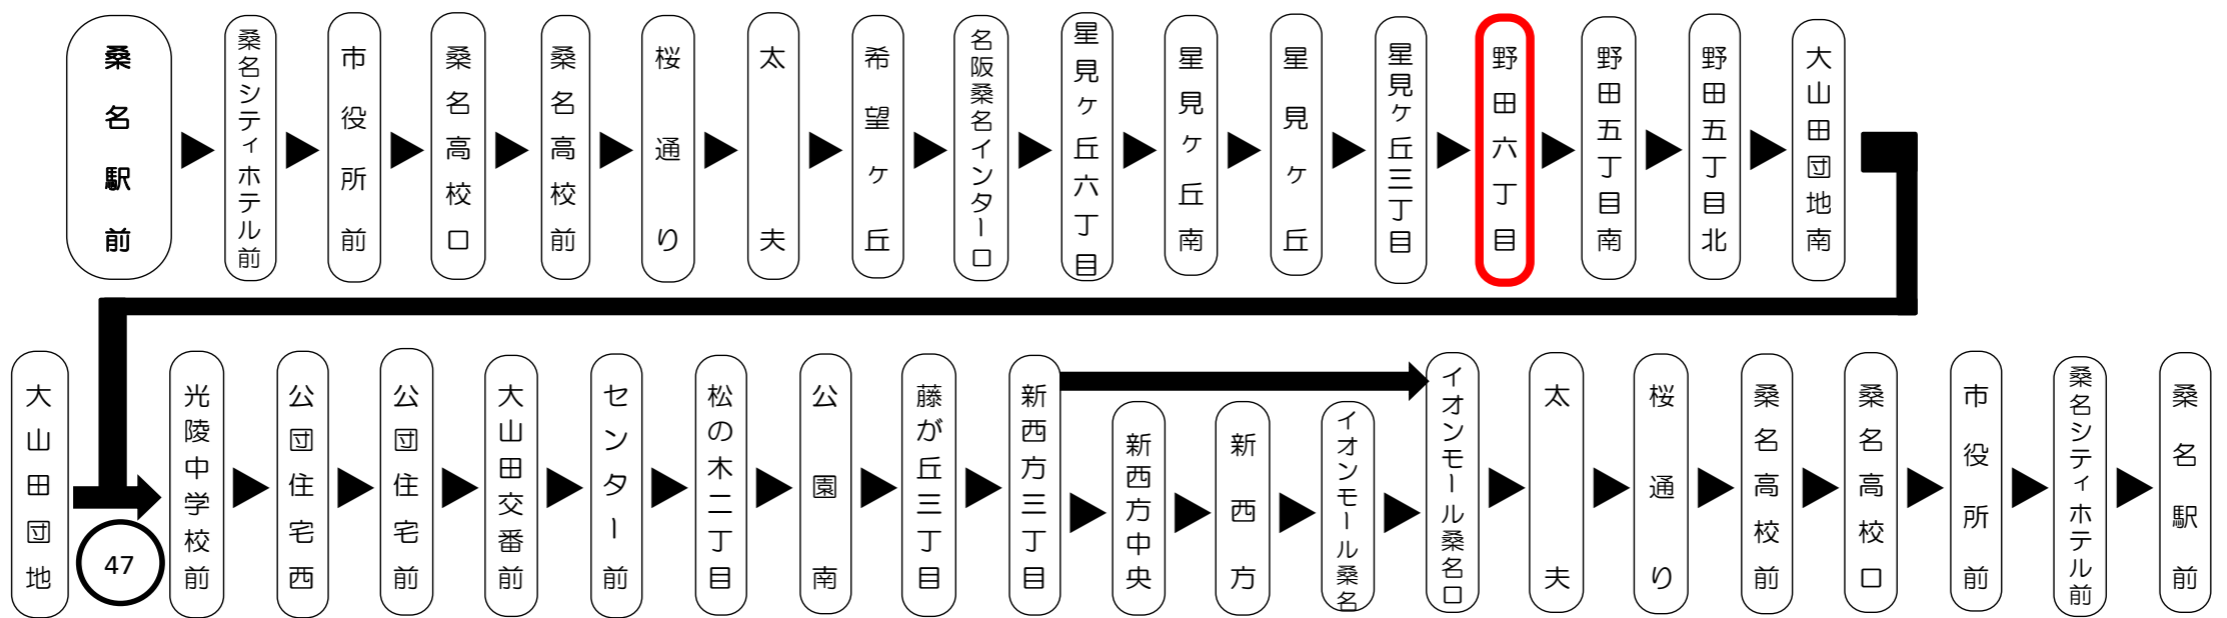 桑名駅前
桑名シティホテル前
市役所前
桑名高校口
桑名高校前
桜通り
太夫
希望ヶ丘
名阪桑名インター口
星見ヶ丘六丁目
星見ヶ丘南
星見ヶ丘
星見ヶ丘三丁目
野田六丁目
野田五丁目南
野田五丁目北
大山田団地南
大山田団地
47
光陵中学校前
公団住宅西
公団住宅前
大山田交番前
センター前
松の木二丁目
公園南
藤が丘三丁目
新西方三丁目
新西方中央
新西方
イオンモール桑名
イオンモール桑名口
太夫
桜通り
桑名高校前
桑名高校口
市役所前
桑名シティホテル前
桑名駅前